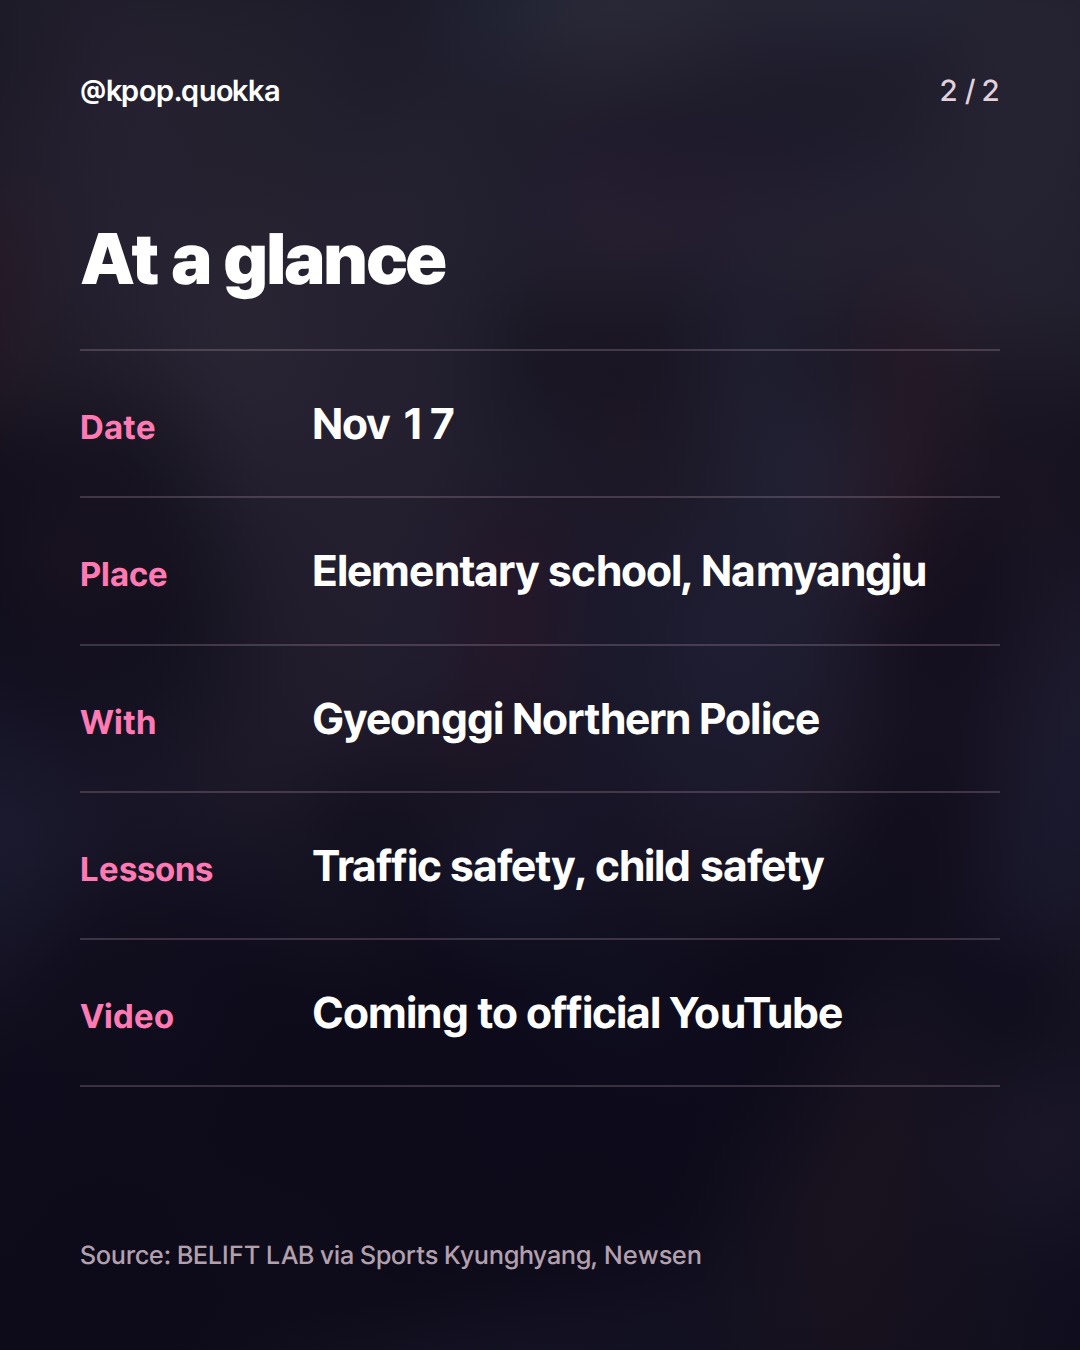 @kpop.quokka
2 / 2
At a glance
Date
Nov 17
Place
Elementary school, Namyangju
With
Gyeonggi Northern Police
Lessons
Traffic safety, child safety
Video
Coming to official YouTube
Source: BELIFT LAB via Sports Kyunghyang, Newsen